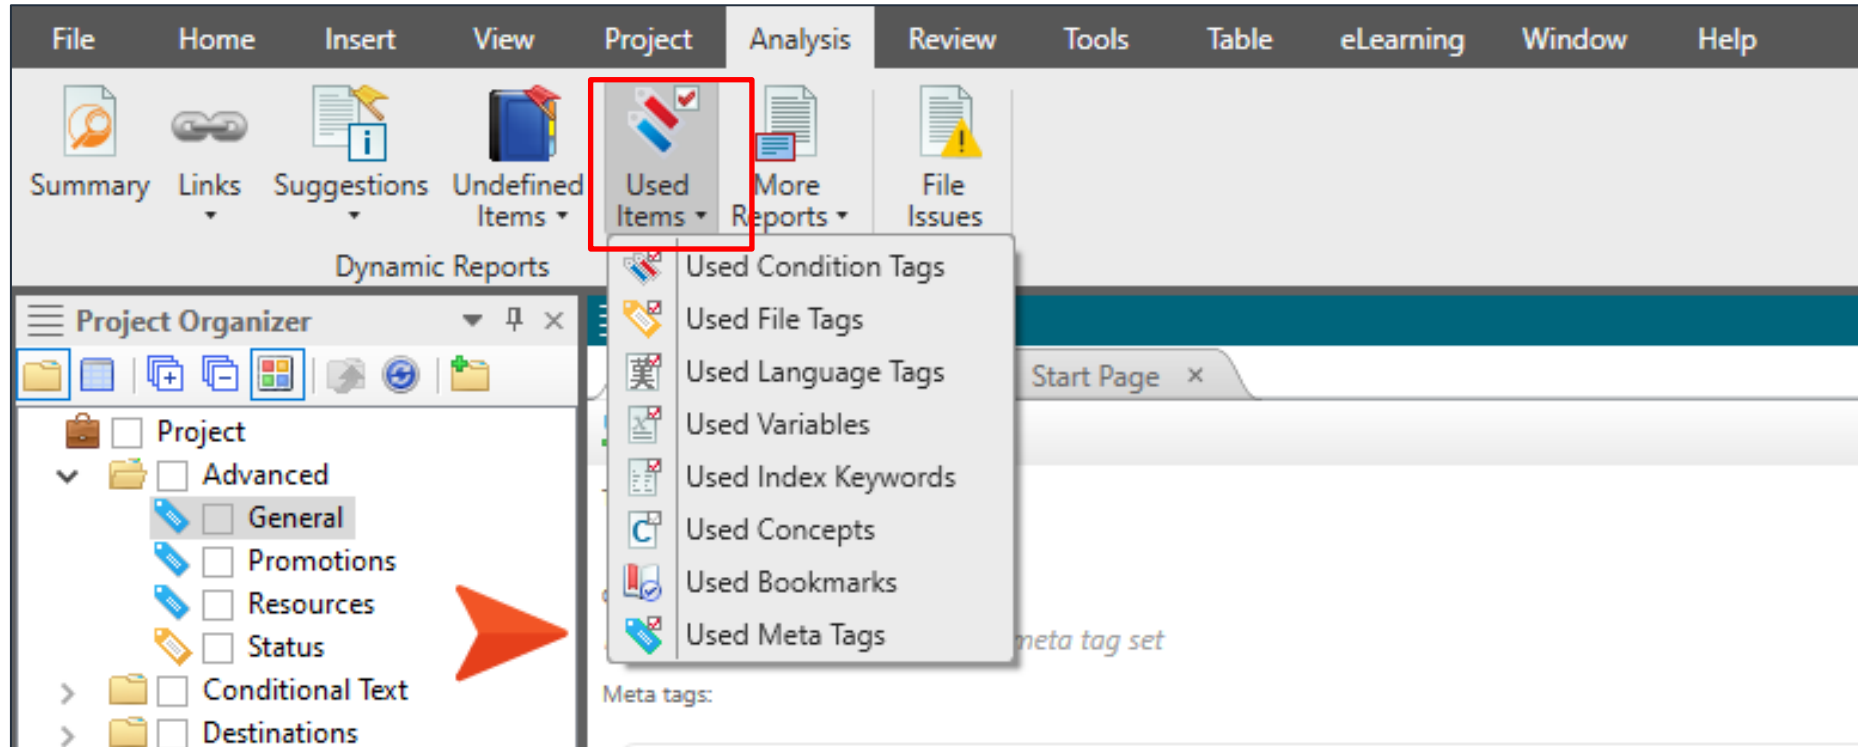 File Home Insert View Project Analysis Review Tools Table eLearning Window Help
Summary Links Suggestions Undefined Items Used Items More Reports File Issues
Dynamic Reports
Used Condition Tags
Used File Tags
Used Language Tags
Used Variables
Used Index Keywords
Used Concepts
Used Bookmarks
Used Meta Tags
Project Organizer
Project
Advanced
General
Promotions
Resources
Status
Conditional Text
Destinations
Start Page
meta tag set
Meta tags: